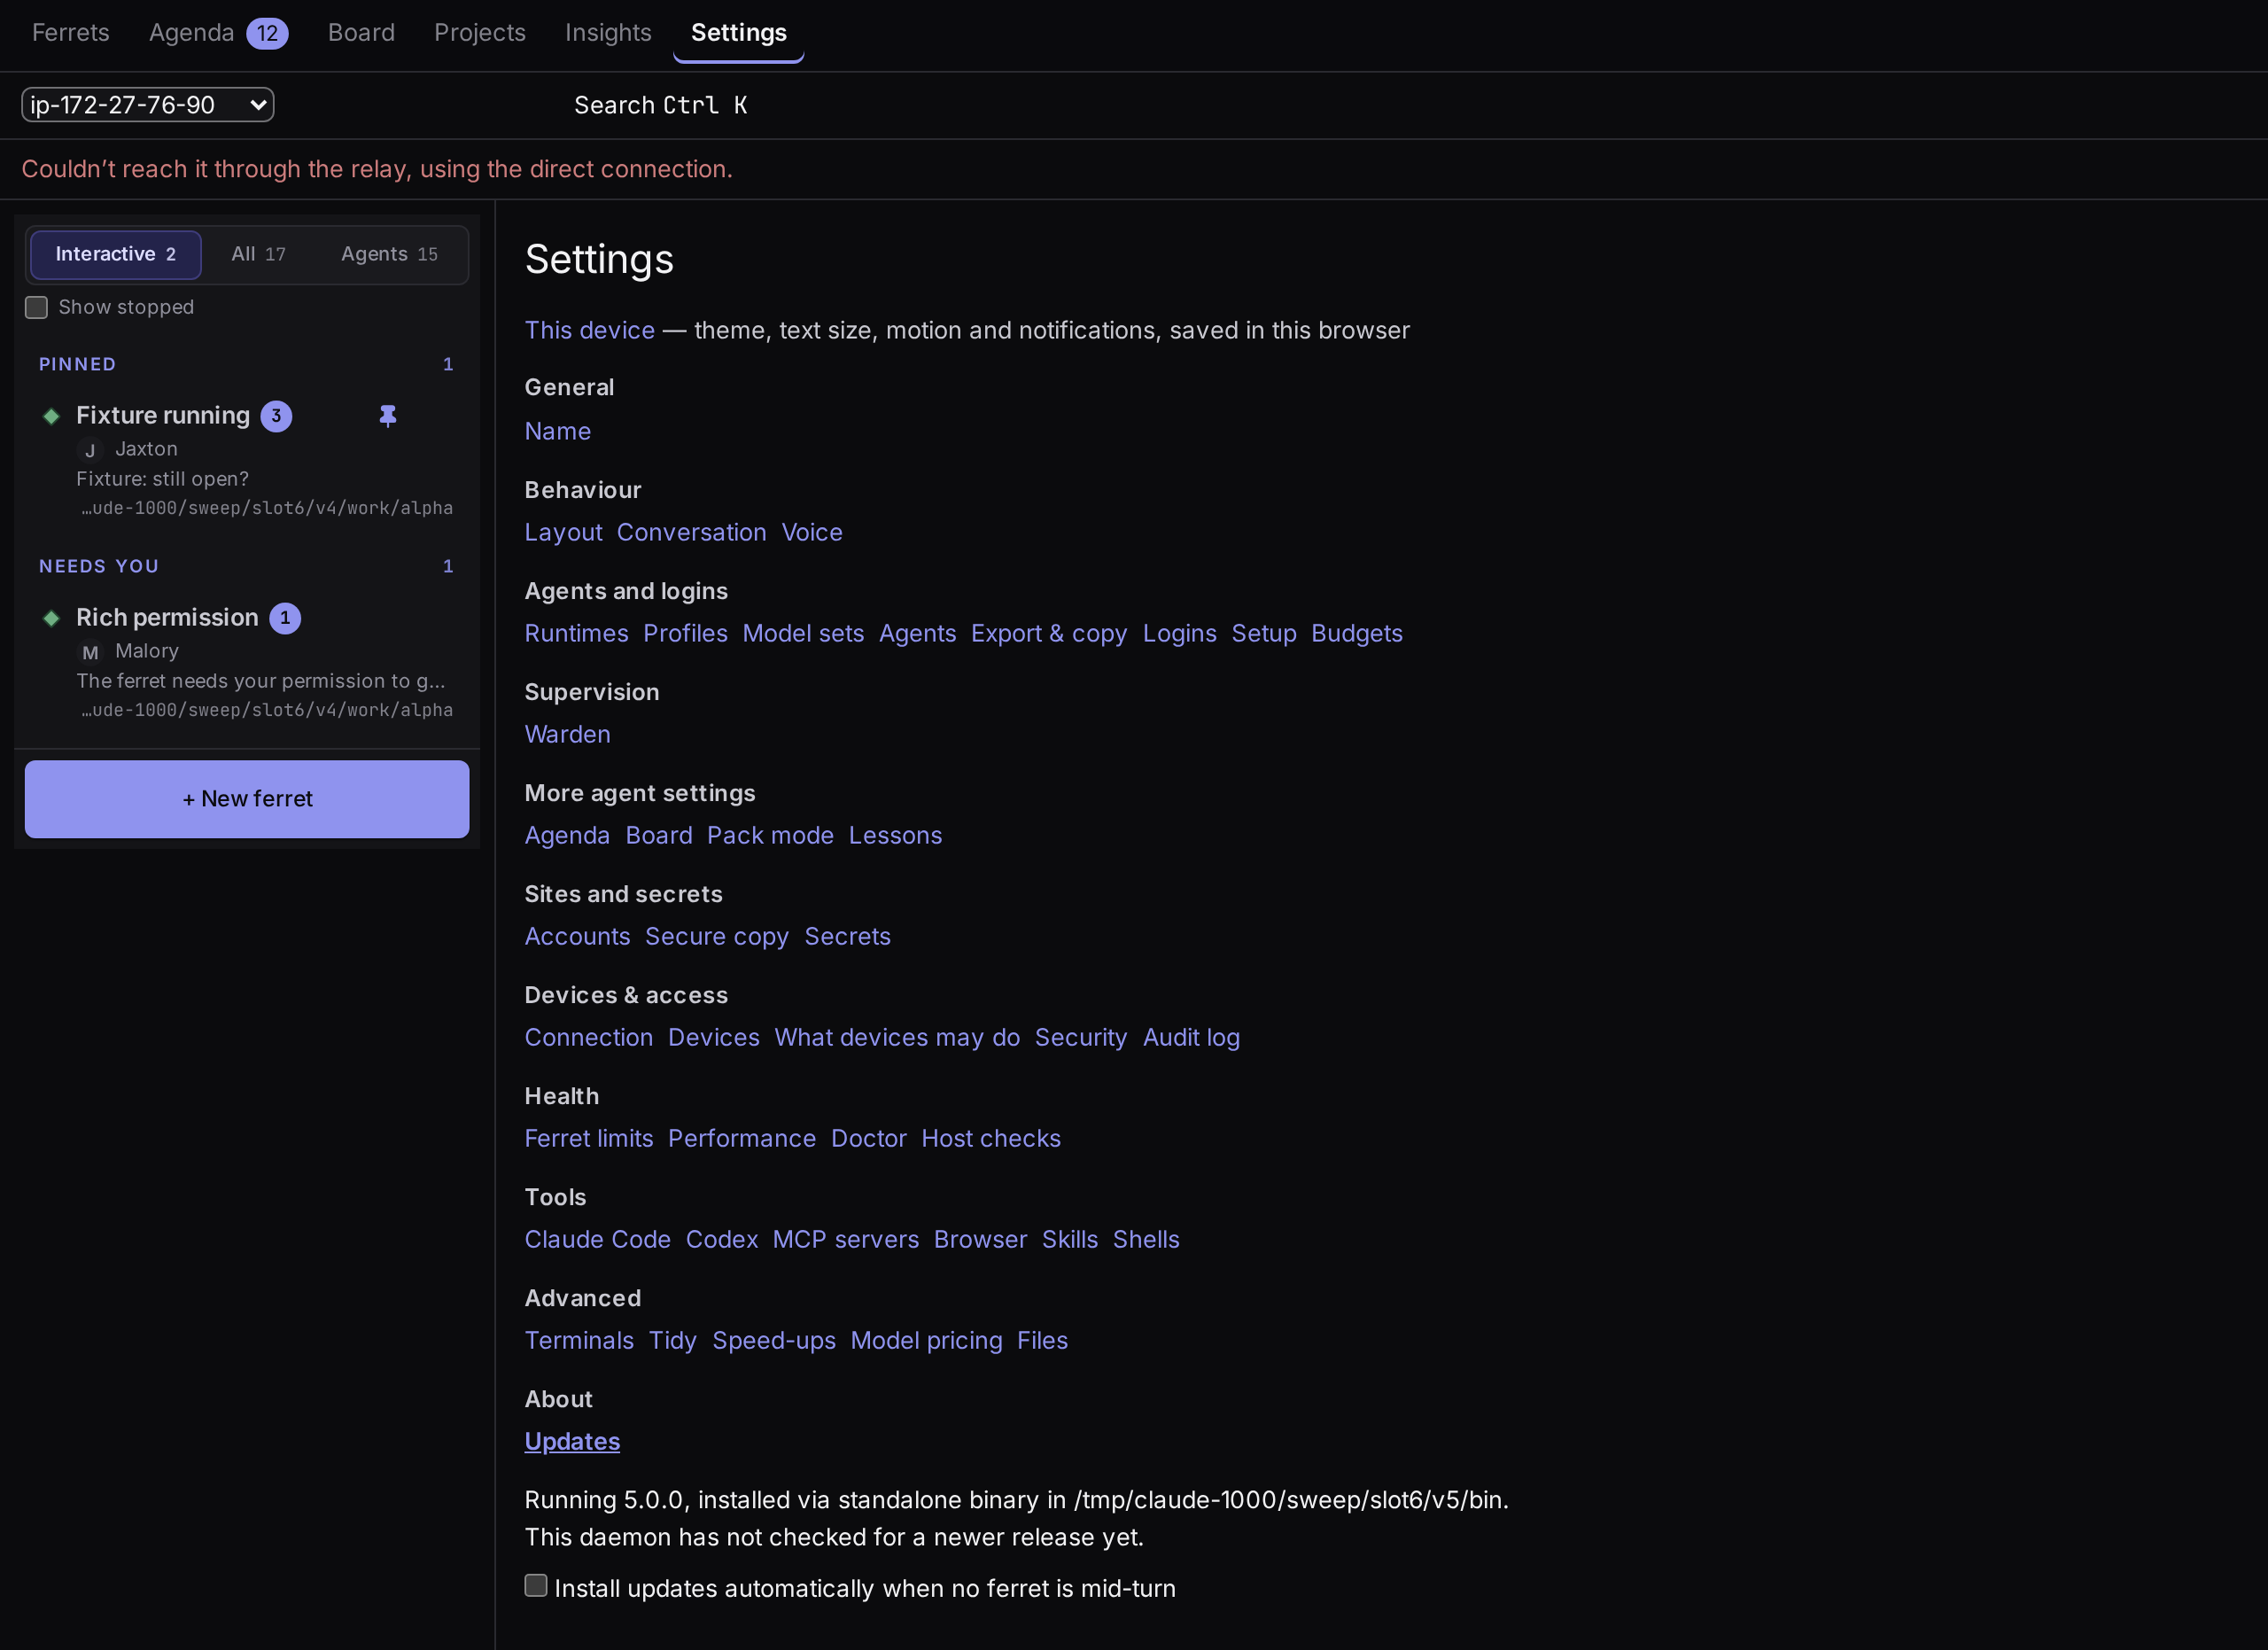 Ferrets Agenda 12 Board Projects Insights Settings
ip-172-27-76-90 Search Ctrl K
Couldn’t reach it through the relay, using the direct connection.
Interactive 2 All 17 Agents 15
Show stopped
PINNED 1
Fixture running 3
J Jaxton
Fixture: still open?
…ude-1000/sweep/slot6/v4/work/alpha
NEEDS YOU 1
Rich permission 1
M Malory
The ferret needs your permission to g…
…ude-1000/sweep/slot6/v4/work/alpha
+ New ferret
Settings
This device — theme, text size, motion and notifications, saved in this browser
General
Name
Behaviour
Layout Conversation Voice
Agents and logins
Runtimes Profiles Model sets Agents Export & copy Logins Setup Budgets
Supervision
Warden
More agent settings
Agenda Board Pack mode Lessons
Sites and secrets
Accounts Secure copy Secrets
Devices & access
Connection Devices What devices may do Security Audit log
Health
Ferret limits Performance Doctor Host checks
Tools
Claude Code Codex MCP servers Browser Skills Shells
Advanced
Terminals Tidy Speed-ups Model pricing Files
About
Updates
Running 5.0.0, installed via standalone binary in /tmp/claude-1000/sweep/slot6/v5/bin.
This daemon has not checked for a newer release yet.
Install updates automatically when no ferret is mid-turn